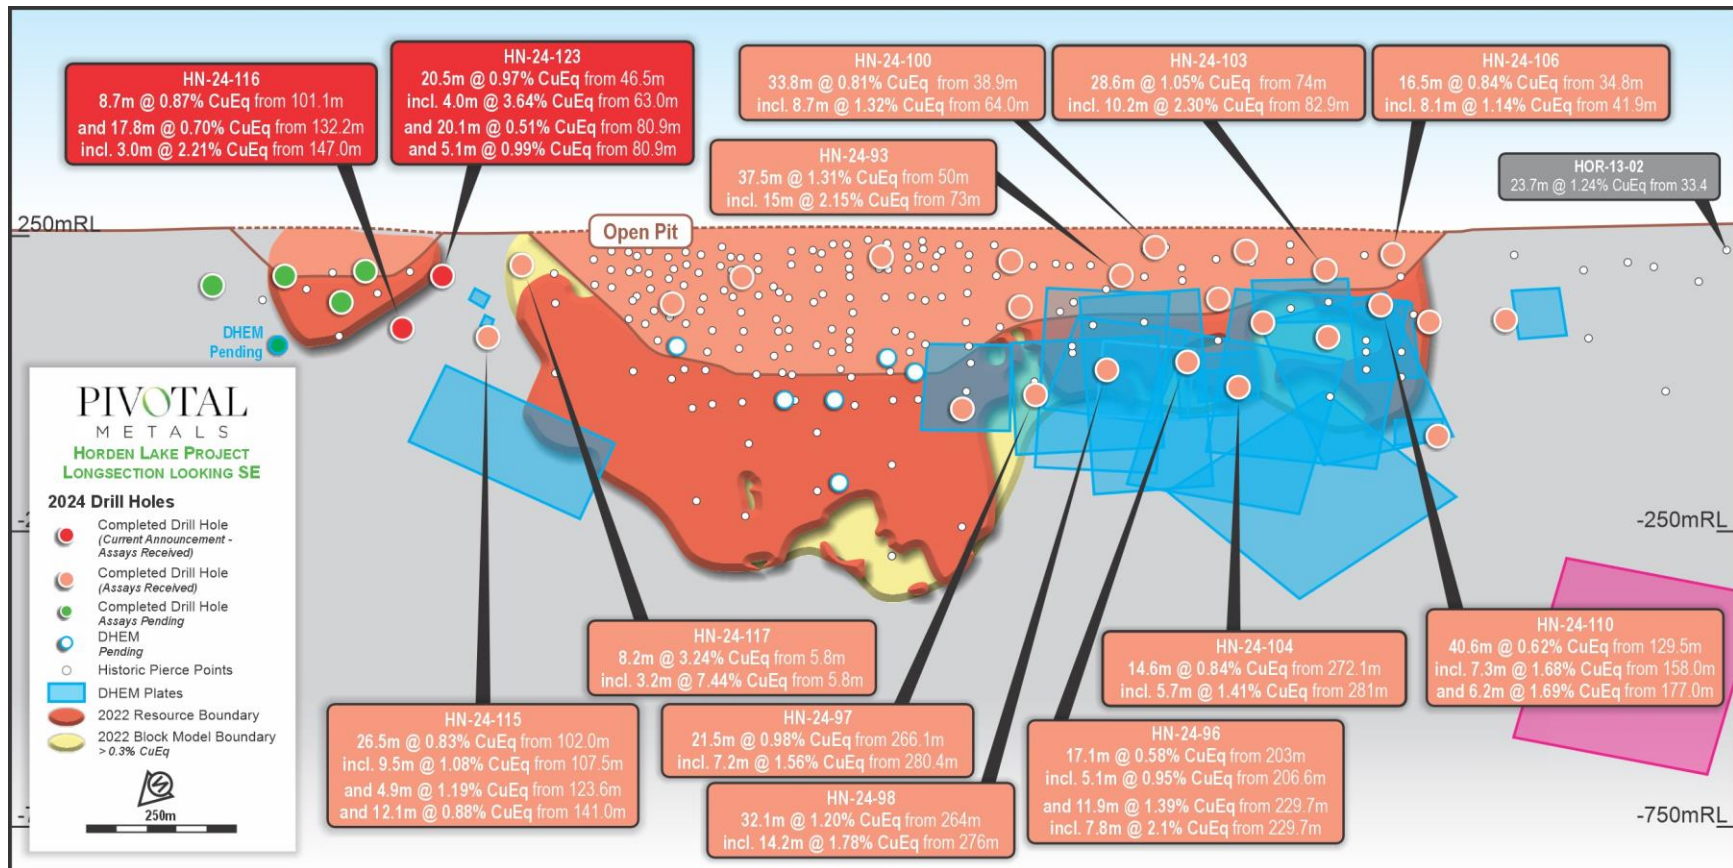 HN-24-116
8.7m @ 0.87% CuEq from 101.1m
and 17.8m @ 0.70% CuEq from 132.2m
incl. 3.0m @ 2.21% CuEq from 147.0m
HN-24-123
20.5m @ 0.97% CuEq from 46.5m
incl. 4.0m @ 3.64% CuEq from 63.0m
and 20.1m @ 0.51% CuEq from 80.9m
and 5.1m @ 0.99% CuEq from 80.9m
HN-24-100
33.8m @ 0.81% CuEq from 38.9m
incl. 8.7m @ 1.32% CuEq from 64.0m
HN-24-103
28.6m @ 1.05% CuEq from 74m
incl. 10.2m @ 2.30% CuEq from 82.9m
HN-24-106
16.5m @ 0.84% CuEq from 34.8m
incl. 8.1m @ 1.14% CuEq from 41.9m
HN-24-93
37.5m @ 1.31% CuEq from 50m
incl. 15m @ 2.15% CuEq from 73m
HOR-13-02
23.7m @ 1.24% CuEq from 33.4
250mRL
Open Pit
DHEM
Pending
PIVOTAL
METALS
HORDEN LAKE PROJECT
LONGSECTION LOOKING SE
2024 Drill Holes
Completed Drill Hole
(Current Announcement -
Assays Received)
Completed Drill Hole
(Assays Received)
Completed Drill Hole
Assays Pending
DHEM
Pending
Historic Pierce Points
DHEM Plates
2022 Resource Boundary
2022 Block Model Boundary
> 0.3% CuEq
250m
-250mRL
HN-24-117
8.2m @ 3.24% CuEq from 5.8m
incl. 3.2m @ 7.44% CuEq from 5.8m
HN-24-104
14.6m @ 0.84% CuEq from 272.1m
incl. 5.7m @ 1.41% CuEq from 281m
HN-24-110
40.6m @ 0.62% CuEq from 129.5m
incl. 7.3m @ 1.68% CuEq from 158.0m
and 6.2m @ 1.69% CuEq from 177.0m
HN-24-115
26.5m @ 0.83% CuEq from 102.0m
incl. 9.5m @ 1.08% CuEq from 107.5m
and 4.9m @ 1.19% CuEq from 123.6m
and 12.1m @ 0.88% CuEq from 141.0m
HN-24-97
21.5m @ 0.98% CuEq from 266.1m
incl. 7.2m @ 1.56% CuEq from 280.4m
HN-24-96
17.1m @ 0.58% CuEq from 203m
incl. 5.1m @ 0.95% CuEq from 206.6m
and 11.9m @ 1.39% CuEq from 229.7m
incl. 7.8m @ 2.1% CuEq from 229.7m
HN-24-98
32.1m @ 1.20% CuEq from 264m
incl. 14.2m @ 1.78% CuEq from 276m
-750mRL